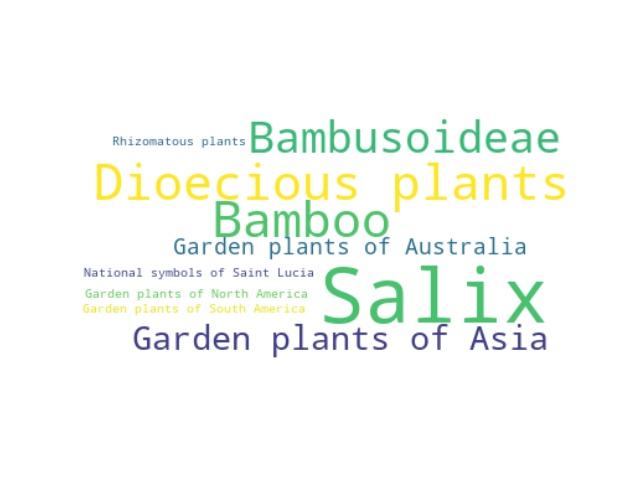 Rhizomatous plants
Bambusoideae
Dioecious plants
Bamboo
Garden plants of Australia
National symbols of Saint Lucia
Salix
Garden plants of North America
Garden plants of South America
Garden plants of Asia